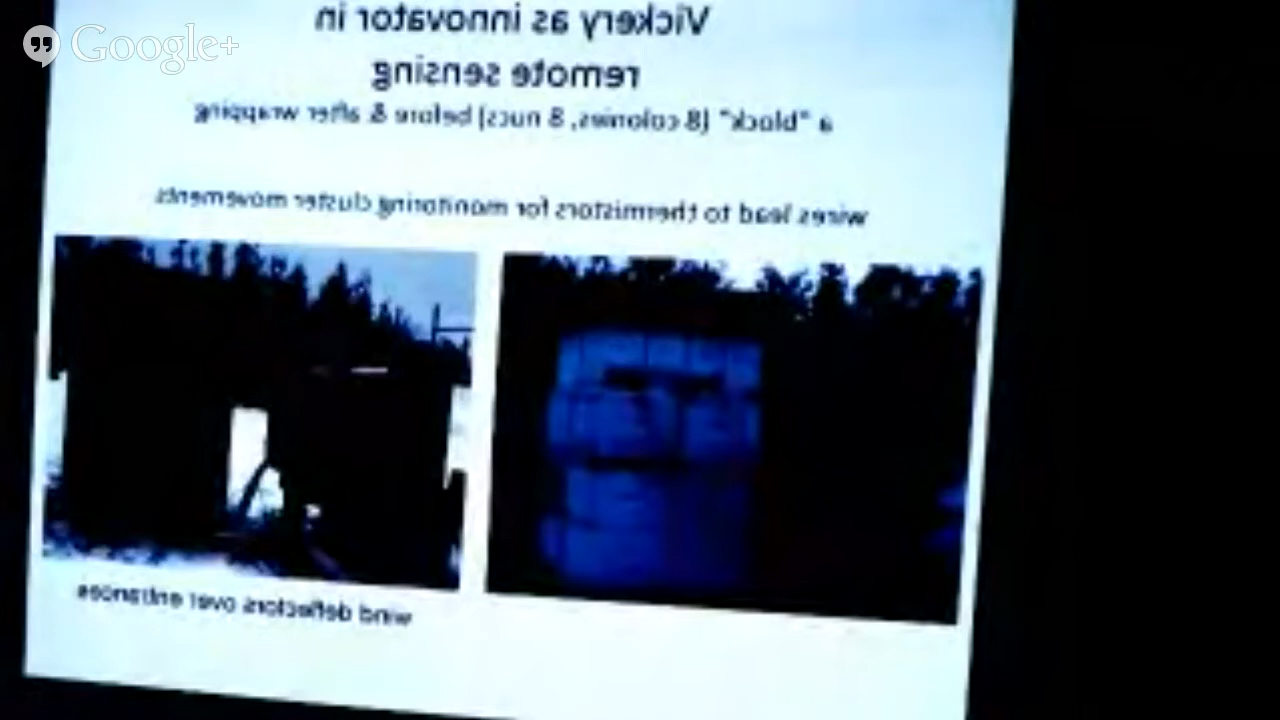 Google+
Vickery as innovator in
remote sensing
a "block" (8 colonies, 8 nucs) before & after wrapping
wires lead to thermistors for monitoring cluster movements
wind deflectors over entrances